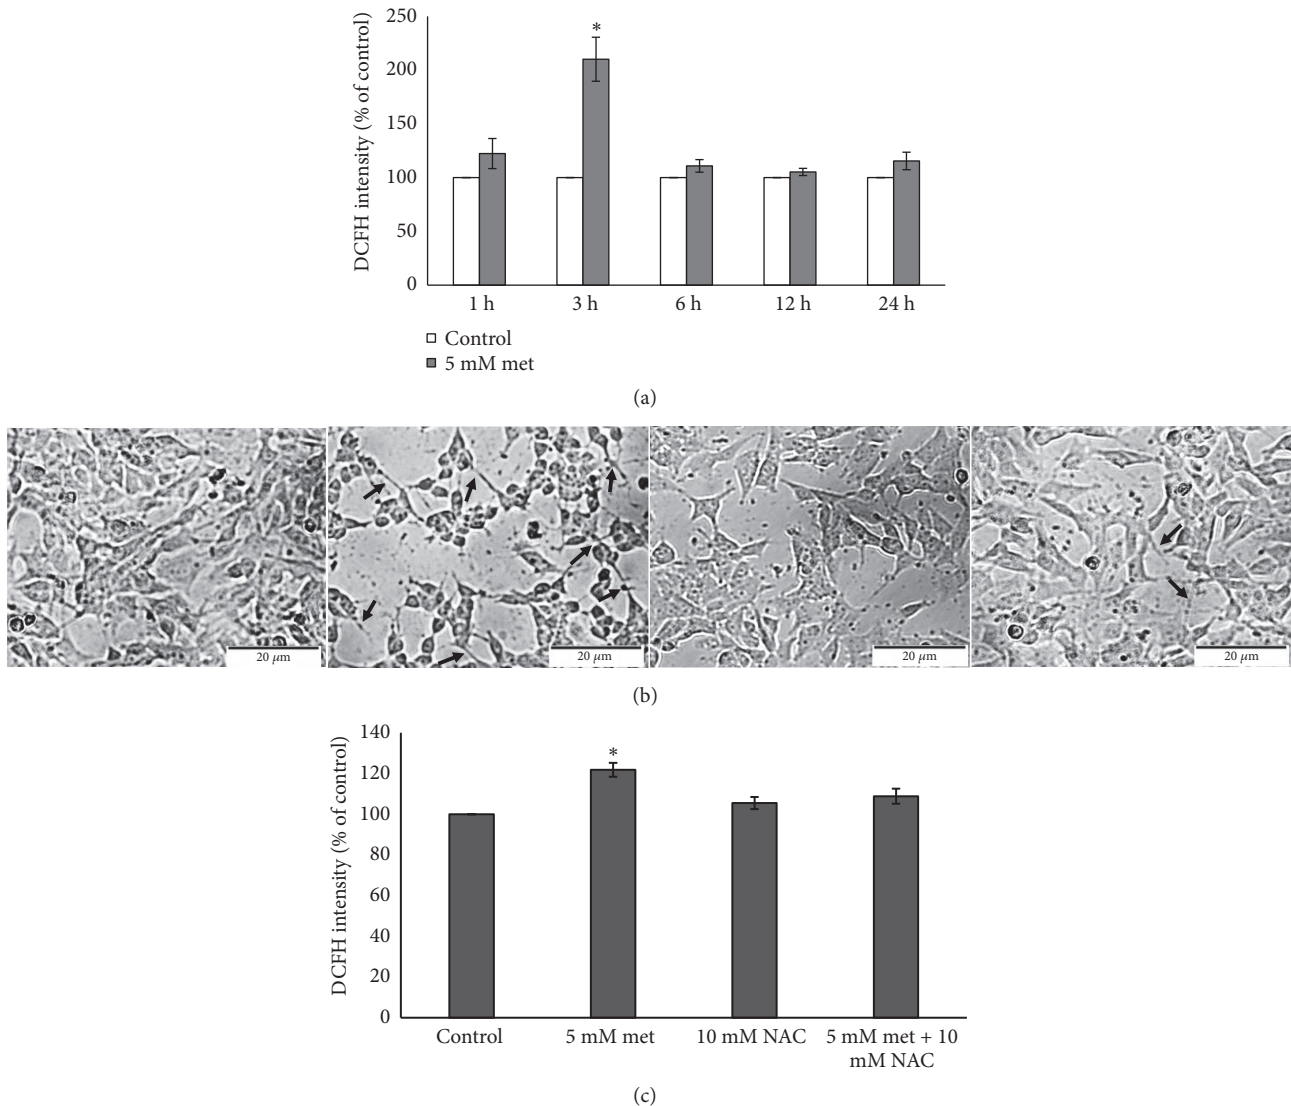 DCFH intensity (% of control)
250
200
150
100
50
0
*
1 h
3 h
6 h
12 h
24 h
Control
5 mM met
(a)
20 µm
20 µm
20 µm
20 µm
(b)
DCFH intensity (% of control)
140
120
100
80
60
40
20
0
*
Control
5 mM met
10 mM NAC
5 mM met + 10
mM NAC
(c)